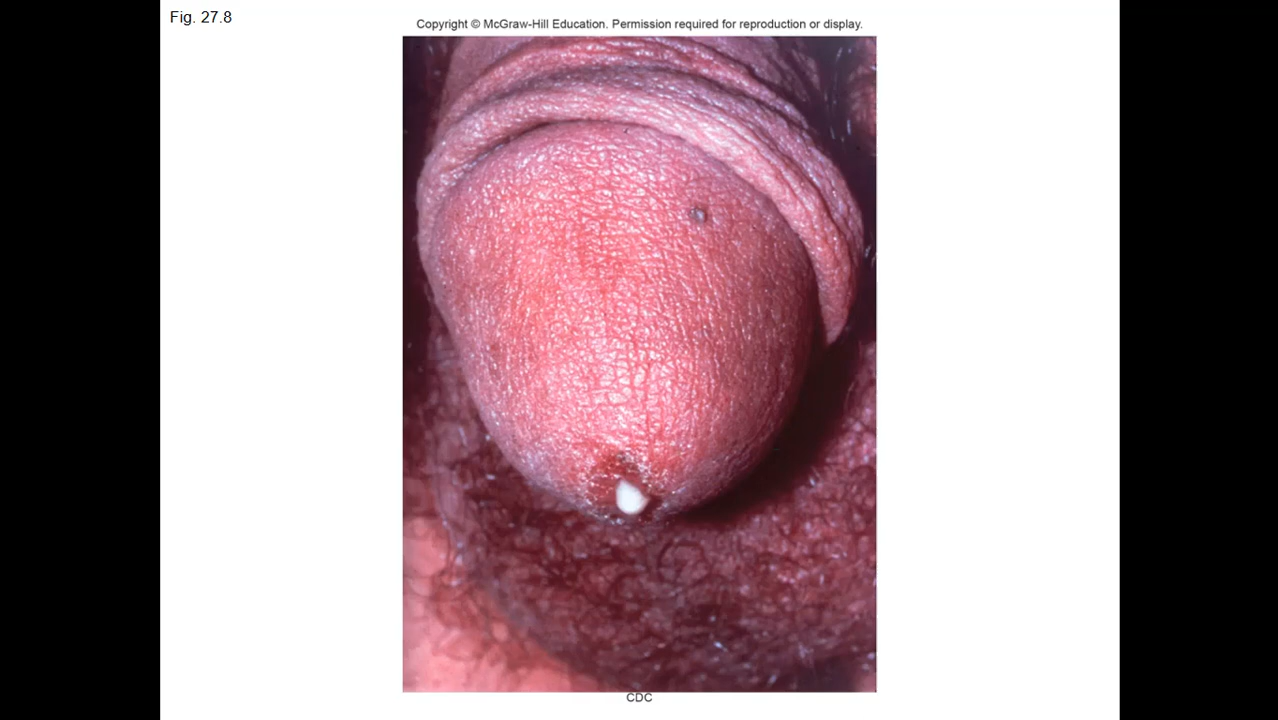 Fig. 27.8
Copyright © McGraw-Hill Education. Permission required for reproduction or display.
CDC